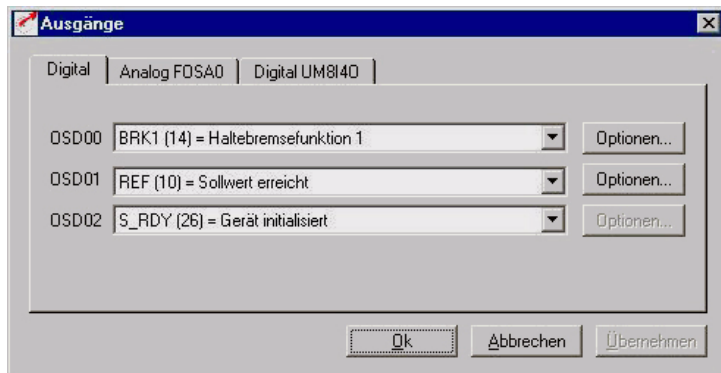 Ausgänge
Digital Analog FOSA0 Digital UM8I4O
OSD00 BRK1 (14) = Haltebremsefunktion 1 Optionen...
OSD01 REF (10) = Sollwert erreicht Optionen...
OSD02 S_RDY (26) = Gerät initialisiert Optionen...
Ok Abbrechen Übernehmen